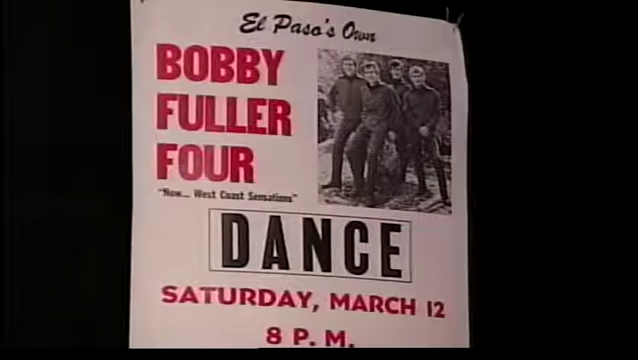 El Paso's Own
BOBBY
FULLER
FOUR
"Now... West Coast Sensations"
DANCE
SATURDAY, MARCH 12
8 P. M.